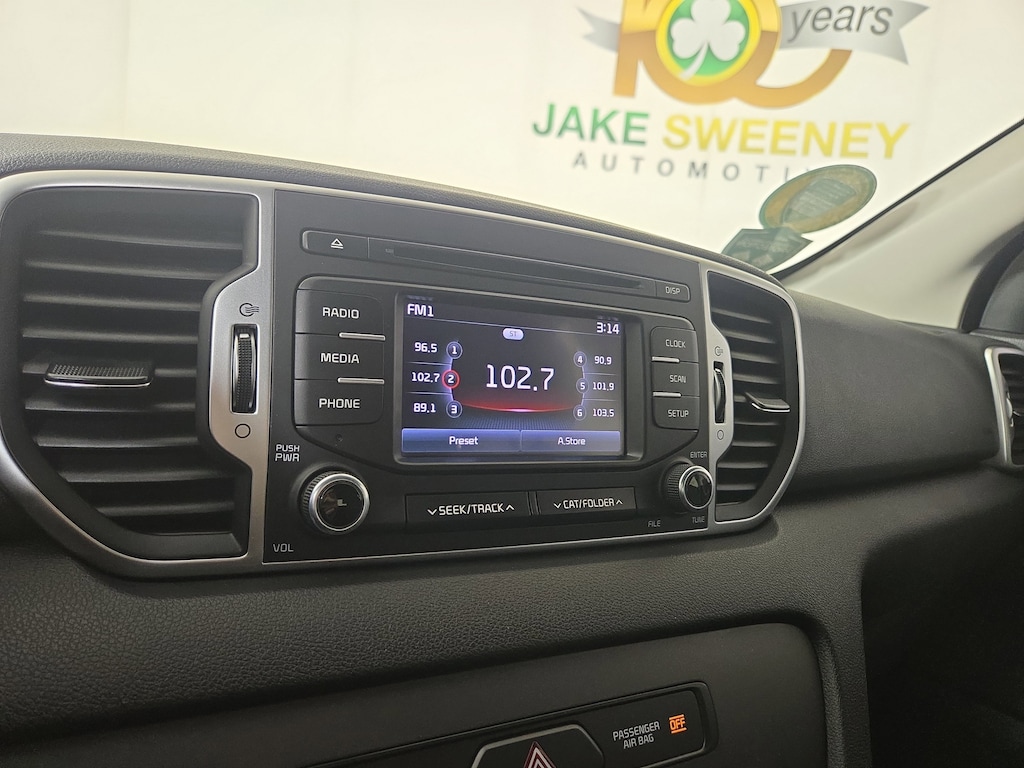 100 years
JAKE SWEENEY
DISP
RADIO
MEDIA
PHONE
FM1
ST
3:14
96.5 1
102.7 2
89.1 3
102.7
4 90.9
5 101.9
6 103.5
Preset
A.Store
CLOCK
SCAN
SETUP
PUSH
PWR
VOL
SEEK/TRACK
CAT/FOLDER
ENTER
FILE
TUNE
PASSENGER
AIR BAG
OFF